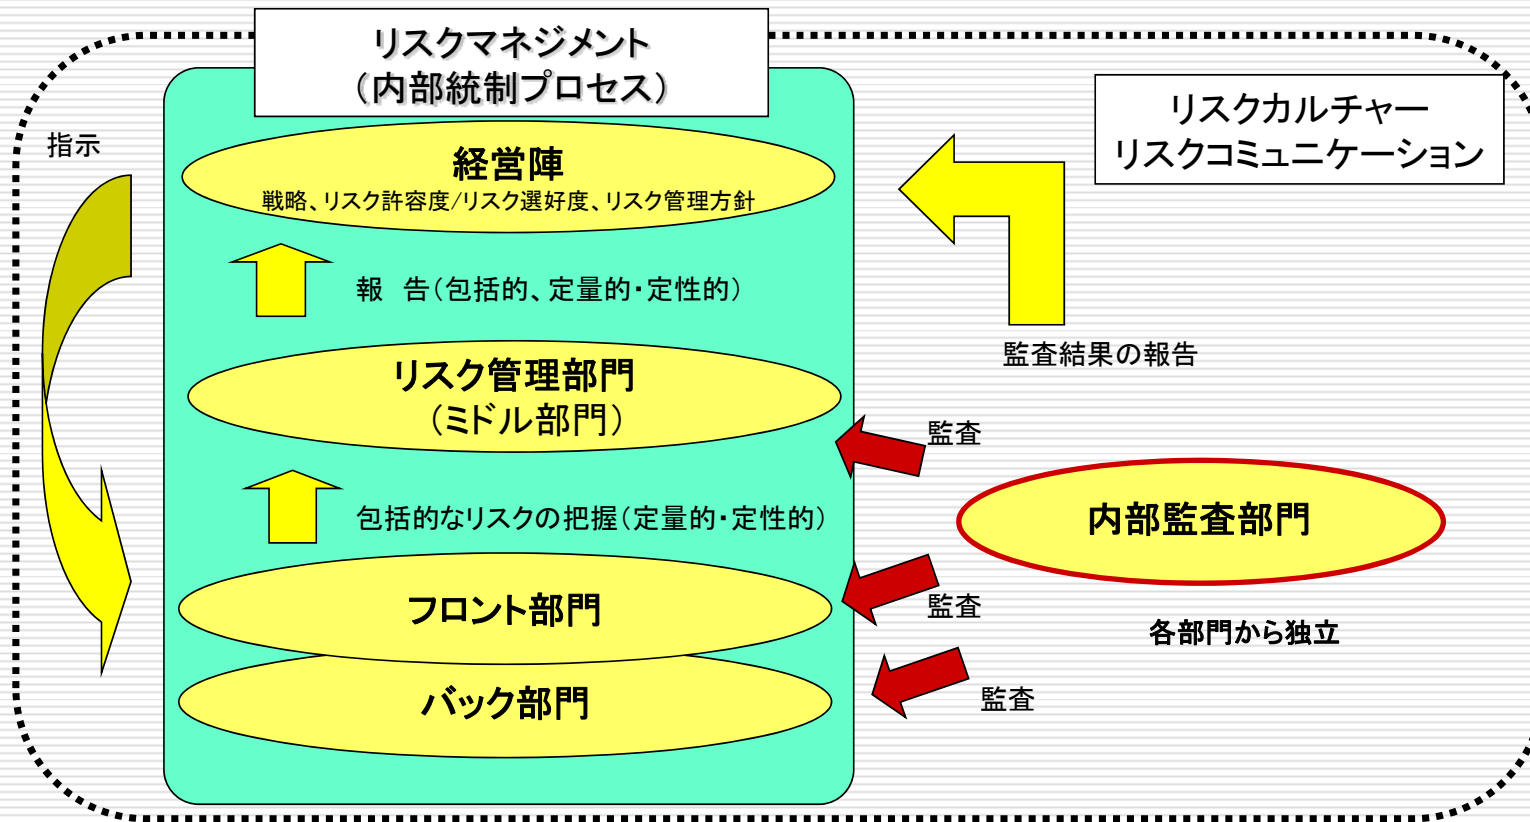 リスクマネジメント
（内部統制プロセス）
リスクカルチャー
リスクコミュニケーション
指示
経営陣
戦略、リスク許容度/リスク選好度、リスク管理方針
報　告（包括的、定量的・定性的）
監査結果の報告
リスク管理部門
（ミドル部門）
監査
包括的なリスクの把握（定量的・定性的）
内部監査部門
フロント部門
監査
各部門から独立
バック部門
監査